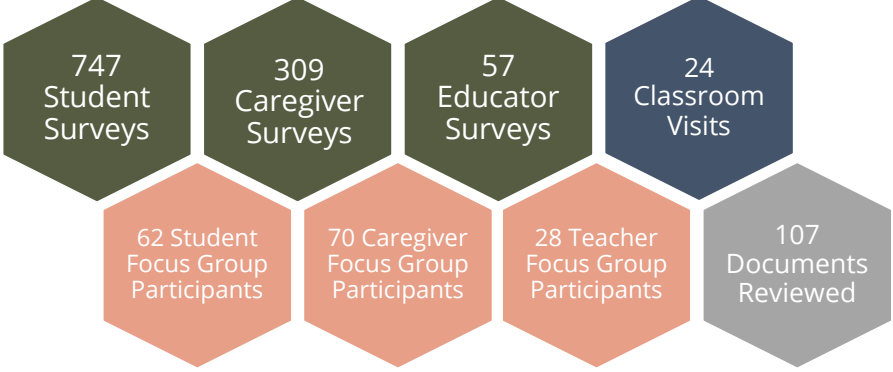 747
Student
Surveys
309
Caregiver
Surveys
57
Educator
Surveys
24
Classroom
Visits
62 Student
Focus Group
Participants
70 Caregiver
Focus Group
Participants
28 Teacher
Focus Group
Participants
107
Documents
Reviewed